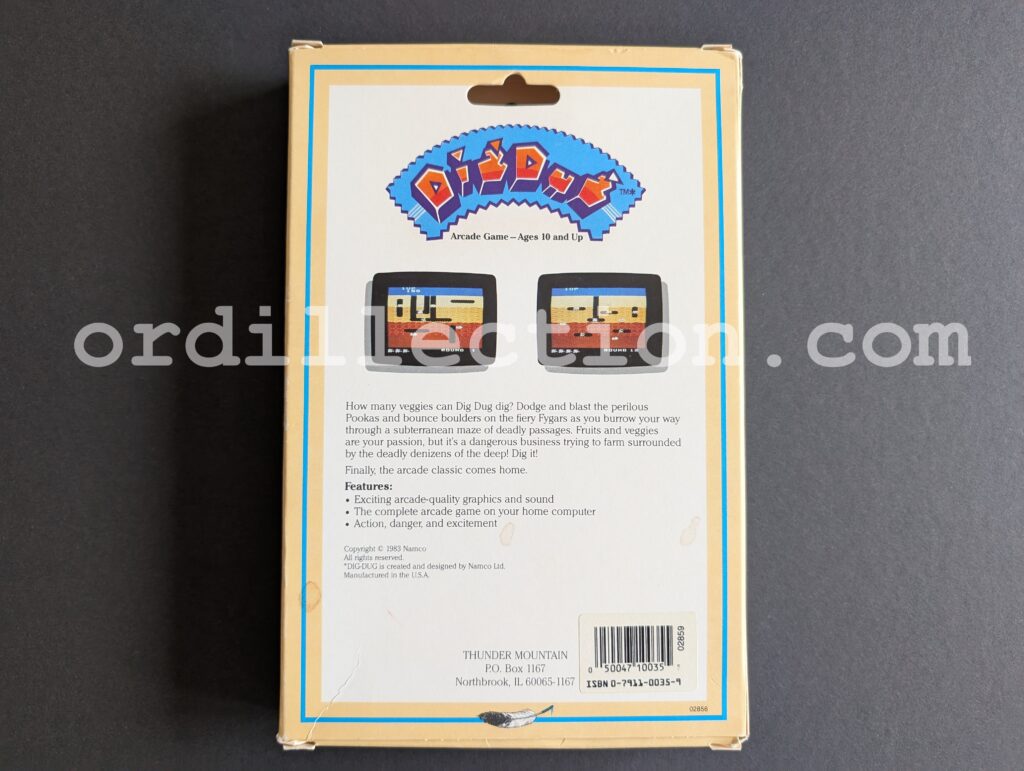 Dig Dug TM*
Arcade Game – Ages 10 and Up
TOP
150
ROUND 1
TOP
ROUND 12
ordillection.com
How many veggies can Dig Dug dig? Dodge and blast the perilous
Pookas and bounce boulders on the fiery Fygars as you burrow your way
through a subterranean maze of deadly passages. Fruits and veggies
are your passion, but it's a dangerous business trying to farm surrounded
by the deadly denizens of the deep! Dig it!
Finally, the arcade classic comes home.
Features:
• Exciting arcade-quality graphics and sound
• The complete arcade game on your home computer
• Action, danger, and excitement
Copyright © 1983 Namco
All rights reserved.
*DIG-DUG is created and designed by Namco Ltd.
Manufactured in the U.S.A.
THUNDER MOUNTAIN
P.O. Box 1167
Northbrook, IL 60065-1167
02859
0 50047 10035
ISBN 0-7911-0035-9
02856